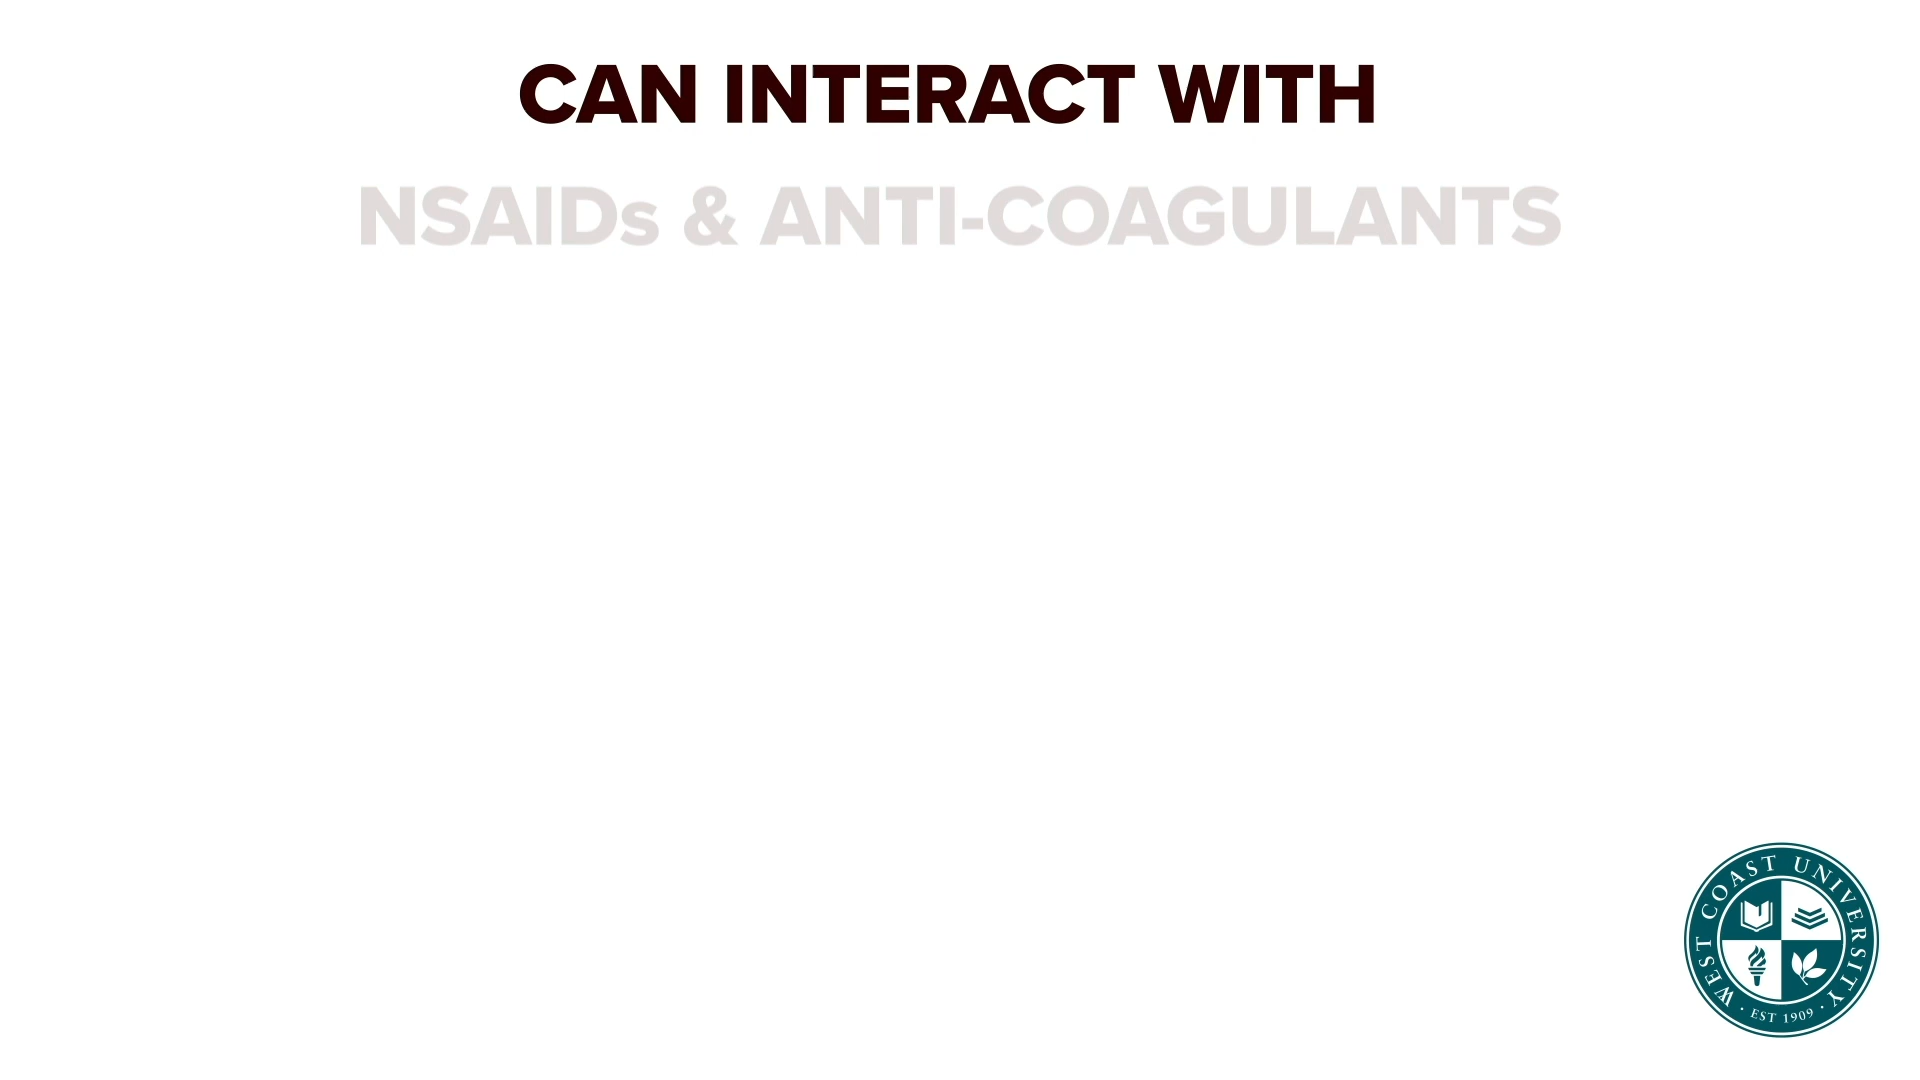 CAN INTERACT WITH
NSAIDs & ANTI-COAGULANTS
WEST COAST UNIVERSITY
· EST 1909 ·